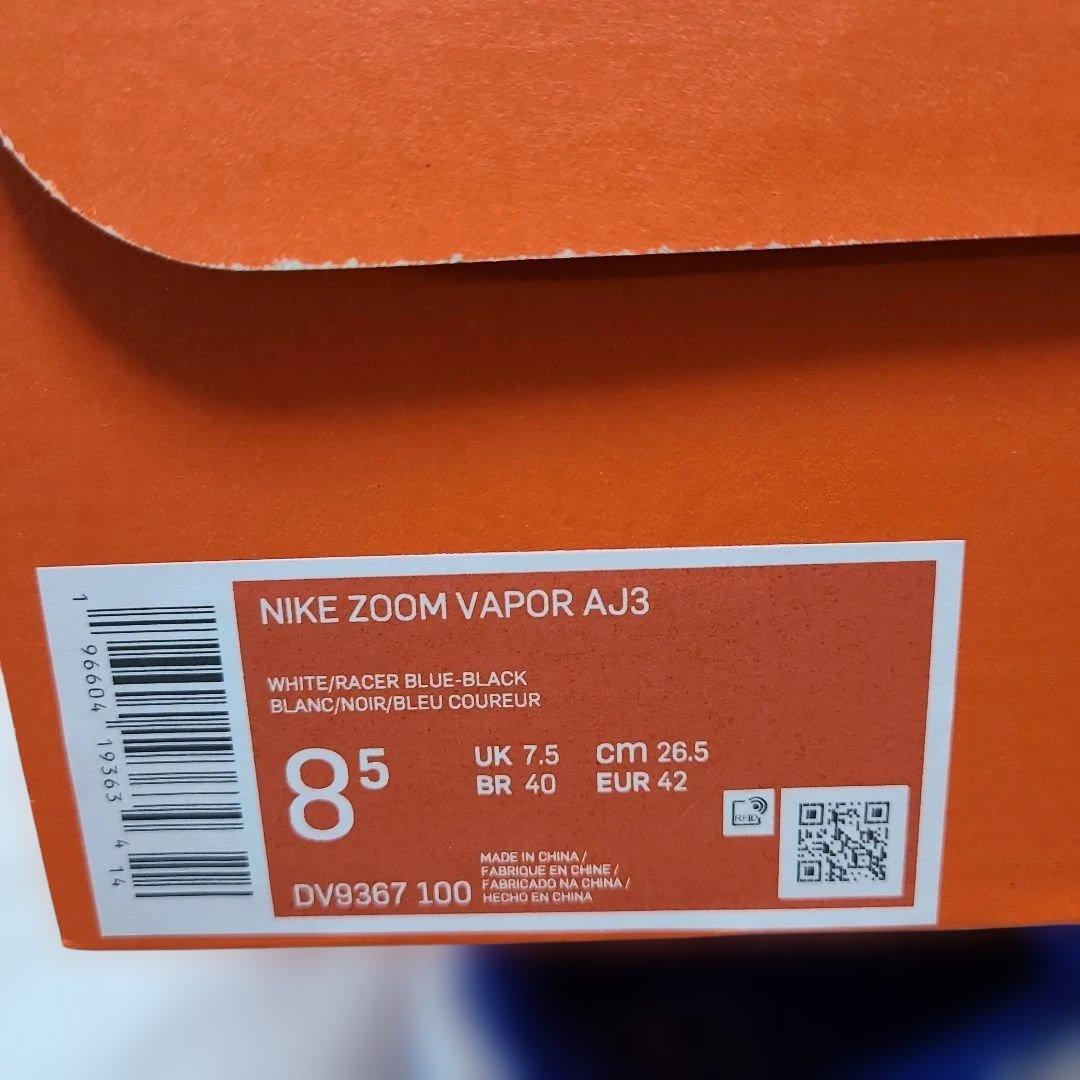 NIKE ZOOM VAPOR AJ3
WHITE/RACER BLUE-BLACK
BLANC/NOIR/BLEU COUREUR
8⁵
UK 7.5 cm 26.5
BR 40 EUR 42
RFID
MADE IN CHINA /
FABRIQUE EN CHINE /
FABRICADO NA CHINA /
HECHO EN CHINA
DV9367 100
1 96604 19363 4 14